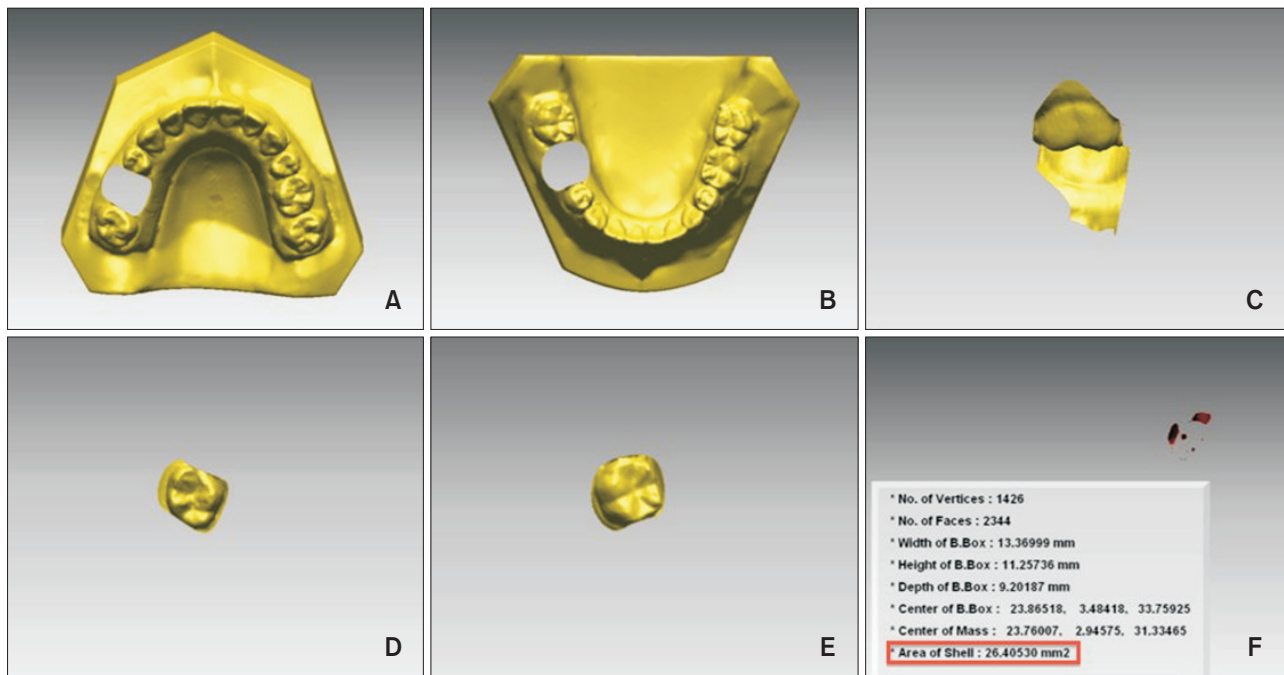 A
B
C
D
E
* No. of Vertices : 1426
* No. of Faces : 2344
* Width of B.Box : 13.36999 mm
* Height of B.Box : 11.25736 mm
* Depth of B.Box : 9.20187 mm
* Center of B.Box : 23.86518, 3.48418, 33.75925
* Center of Mass : 23.76007, 2.94575, 31.33465
* Area of Shell : 26.40530 mm2
F